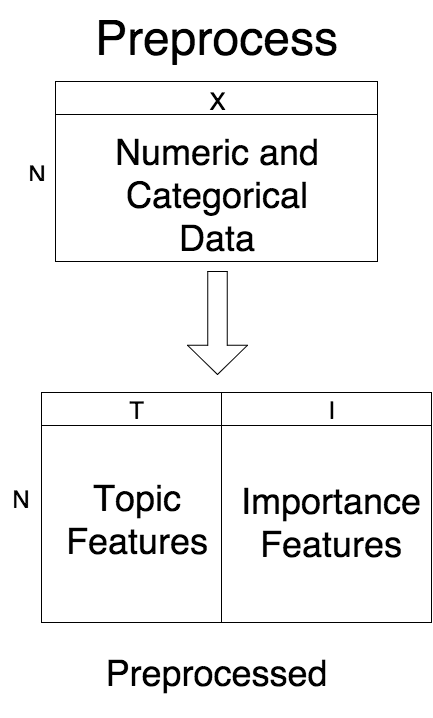 Preprocess
X
N
Numeric and
Categorical
Data
T
I
N
Topic
Features
Importance
Features
Preprocessed